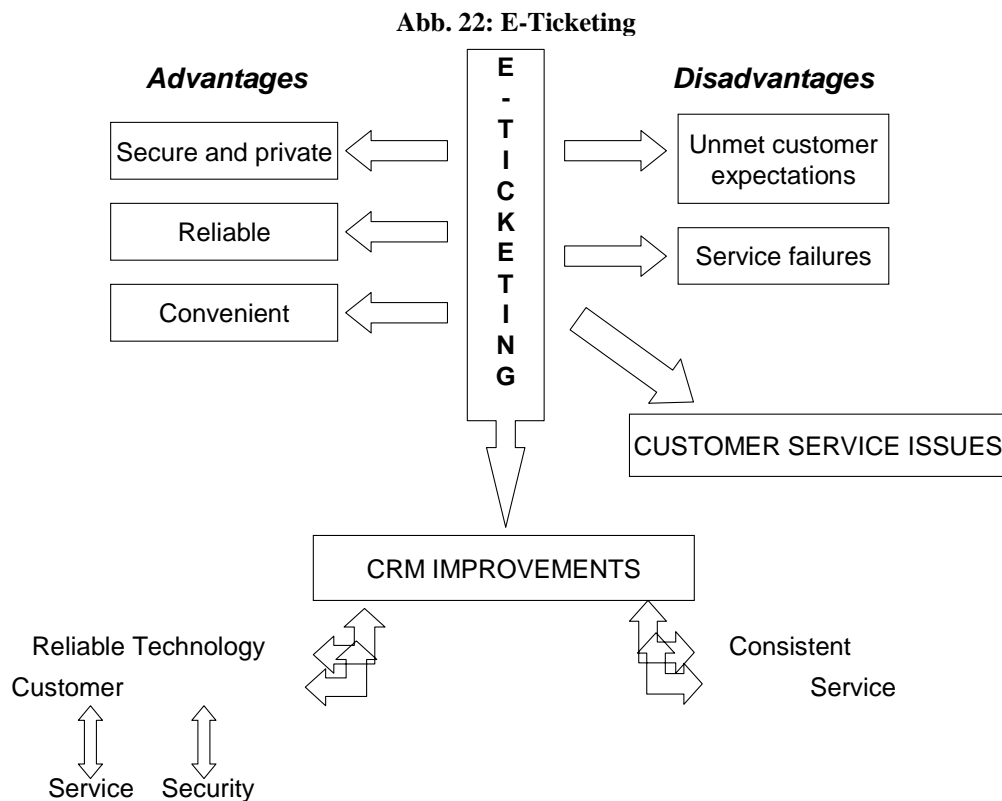 Abb. 22: E-Ticketing
Advantages
Disadvantages
E
-
T
I
C
K
E
T
I
N
G
Secure and private
Reliable
Convenient
Unmet customer
expectations
Service failures
CUSTOMER SERVICE ISSUES
CRM IMPROVEMENTS
Reliable Technology
Consistent
Customer
Service
Service
Security